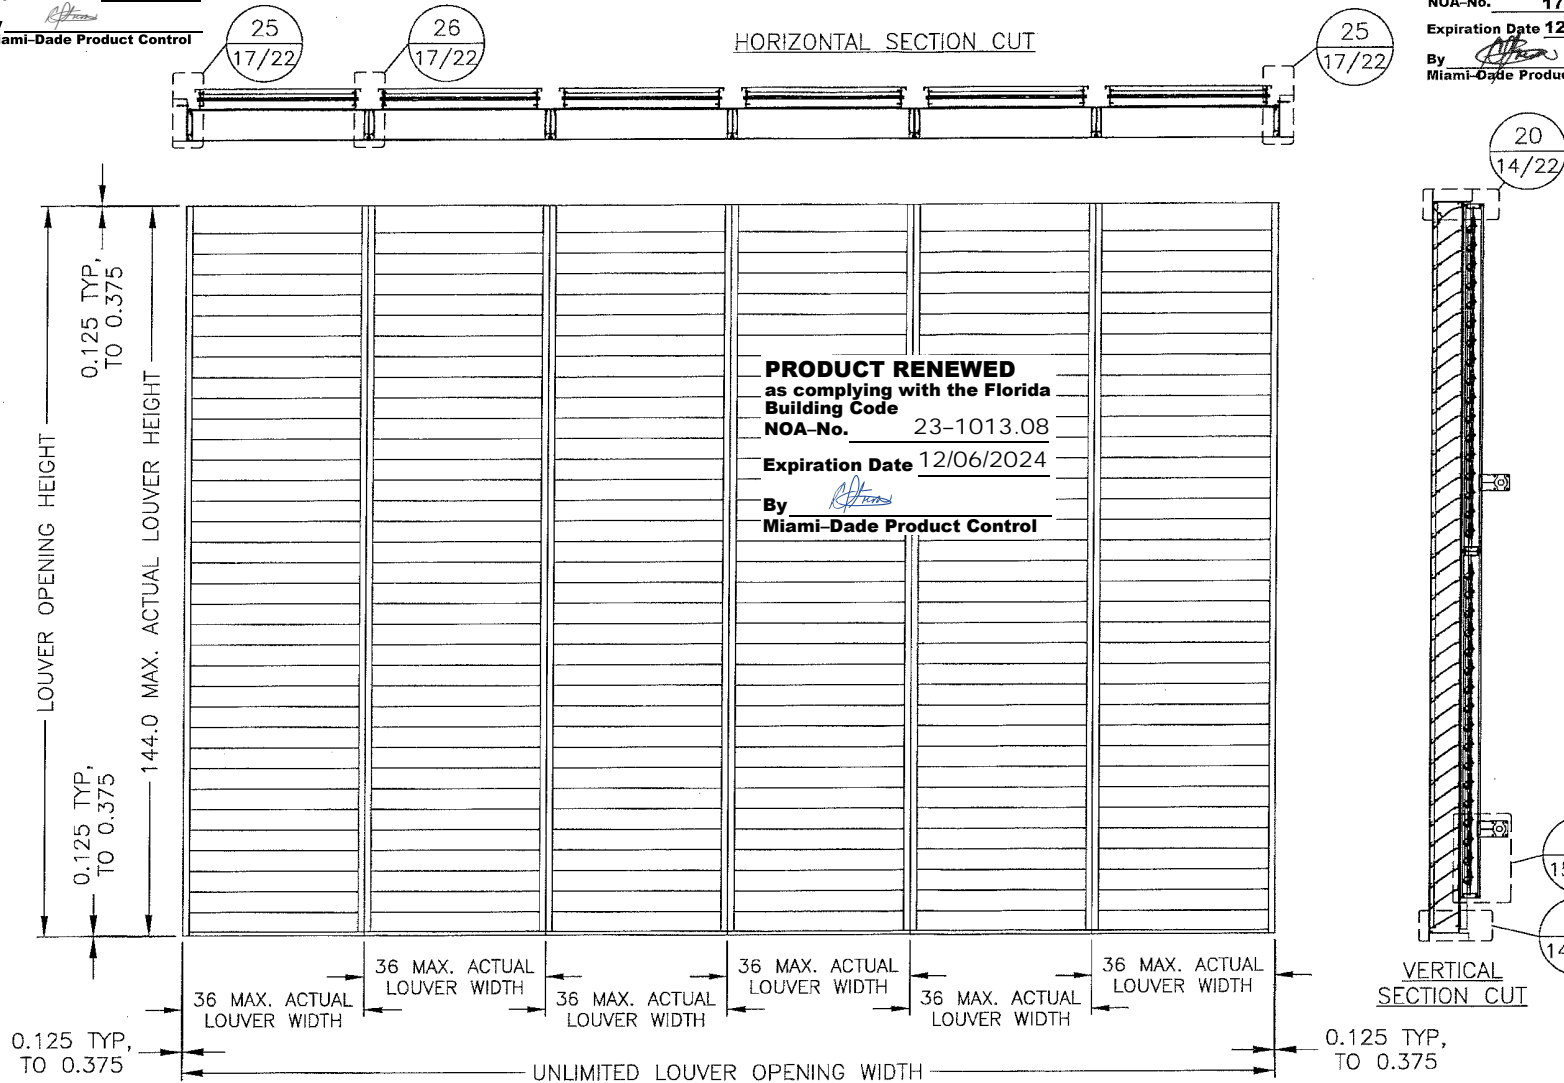 Miami-Dade Product Control
25
17/22
26
17/22
HORIZONTAL SECTION CUT
25
17/22
NOA-No. 17
Expiration Date 12
By
Miami-Dade
20
14/22
LOUVER OPENING HEIGHT
0.125 TYP,
TO 0.375
144.0 MAX. ACTUAL LOUVER HEIGHT
0.125 TYP,
TO 0.375
PRODUCT RENEWED
as complying with the Florida
Building Code
NOA-No. 23-1013.08
Expiration Date 12/06/2024
By
Miami-Dade Product Control
36 MAX. ACTUAL
LOUVER WIDTH
36 MAX. ACTUAL
LOUVER WIDTH
36 MAX. ACTUAL
LOUVER WIDTH
36 MAX. ACTUAL
LOUVER WIDTH
36 MAX. ACTUAL
LOUVER WIDTH
36 MAX. ACTUAL
LOUVER WIDTH
VERTICAL
SECTION CUT
0.125 TYP,
TO 0.375
UNLIMITED LOUVER OPENING WIDTH
0.125 TYP,
TO 0.375